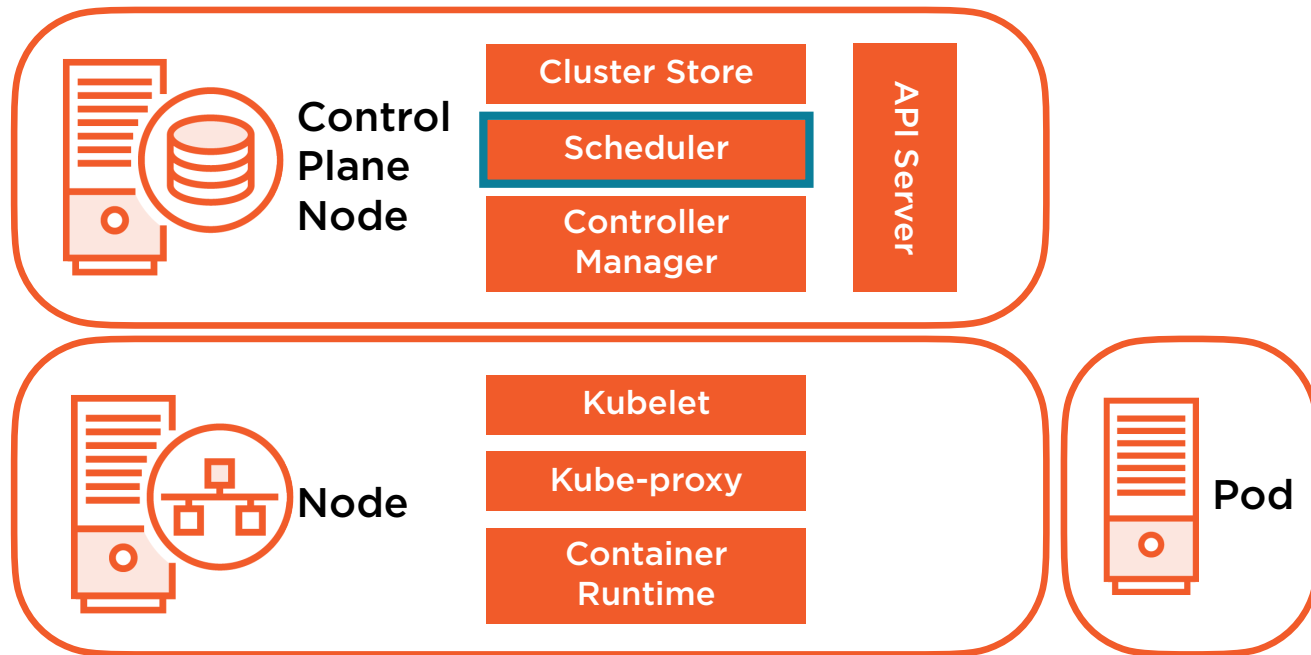 Control
Plane
Node
Cluster Store
Scheduler
Controller
Manager
API Server
Node
Kubelet
Kube-proxy
Container
Runtime
Pod